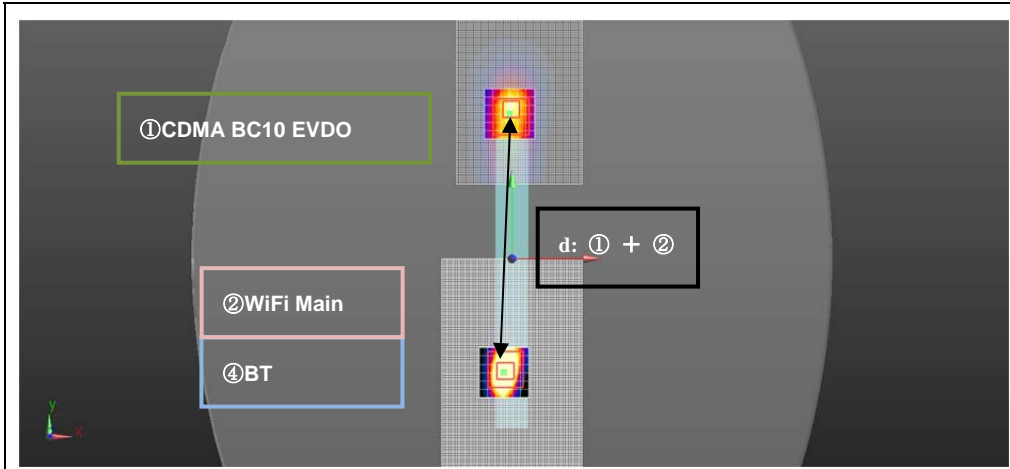 ①CDMA BC10 EVDO
d: ① + ②
②WiFi Main
④BT
y
x